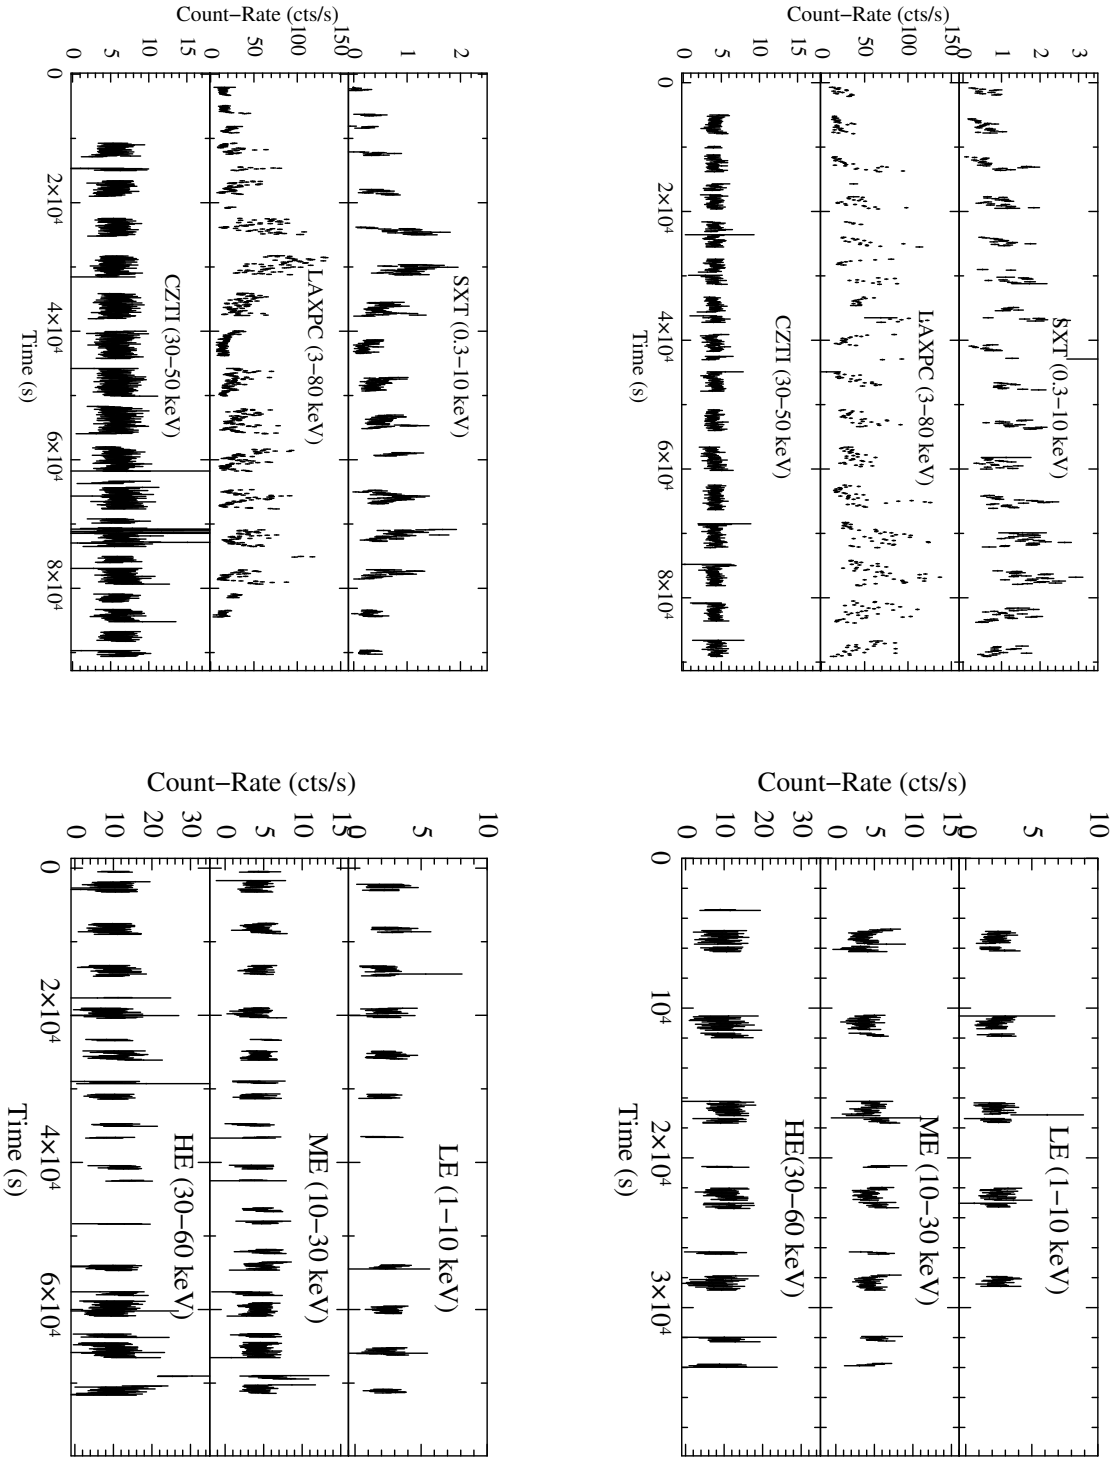 Count−Rate (cts/s)
0 5 10 15
0 50 100 150
0 1 2
SXT (0.3−10 keV)
LAXPC (3−80 keV)
CZTI (30−50 keV)
0 2×10⁴ 4×10⁴ 6×10⁴ 8×10⁴
Time (s)
Count−Rate (cts/s)
0 5 10 15
0 50 100 150
0 1 2 3
SXT (0.3−10 keV)
LAXPC (3−80 keV)
CZTI (30−50 keV)
0 2×10⁴ 4×10⁴ 6×10⁴ 8×10⁴
Time (s)
Count−Rate (cts/s)
0 10 20 30
0 5 10 15
0 5 10
LE (1−10 keV)
ME (10−30 keV)
HE (30−60 keV)
0 2×10⁴ 4×10⁴ 6×10⁴
Time (s)
Count−Rate (cts/s)
0 10 20 30
0 5 10 15
0 5 10
LE (1−10 keV)
ME (10−30 keV)
HE(30−60 keV)
0 10⁴ 2×10⁴ 3×10⁴
Time (s)